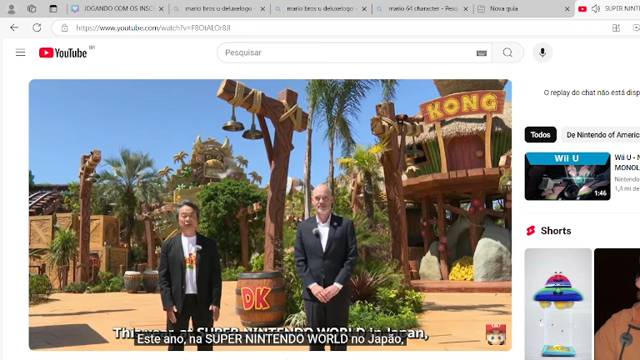 JOGANDO COM OS INSC
mario bros u deluxelogo -
mario bros u deluxelogo -
mario 64 character - Pesq
Nova guia
SUPER NINTE
https://www.youtube.com/watch?v=F8OtALOr8JI
YouTube BR
Pesquisar
KONG
DK
DK
This year, at SUPER NINTENDO WORLD in Japan,
Este ano, na SUPER NINTENDO WORLD no Japão,
O replay do chat não está disp
Todos
De Nintendo of Americ
Wii U
1:46
Wii U - N
MONOL
Nintendo
1,4 mi de
Shorts